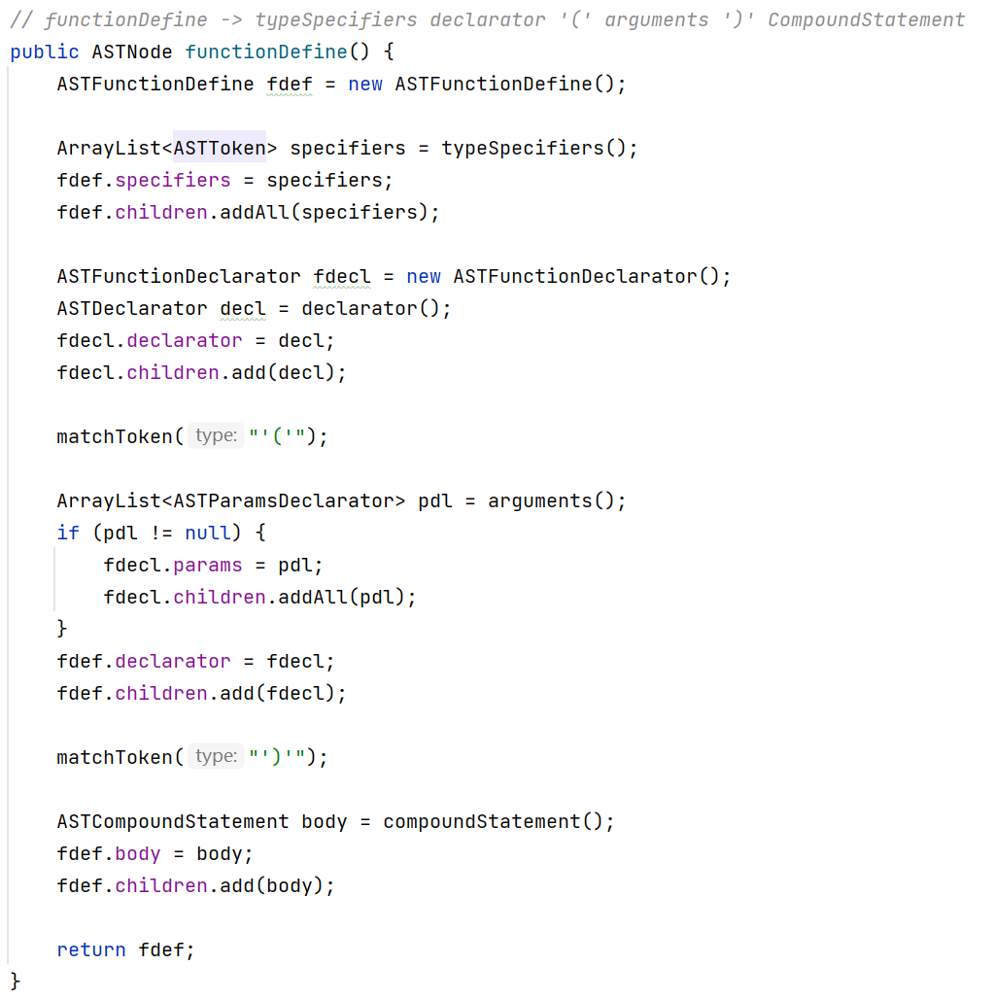 // functionDefine -> typeSpecifiers declarator '(' arguments ')' CompoundStatement
public ASTNode functionDefine() {
    ASTFunctionDefine fdef = new ASTFunctionDefine();

    ArrayList<ASTToken> specifiers = typeSpecifiers();
    fdef.specifiers = specifiers;
    fdef.children.addAll(specifiers);

    ASTFunctionDeclarator fdecl = new ASTFunctionDeclarator();
    ASTDeclarator decl = declarator();
    fdecl.declarator = decl;
    fdecl.children.add(decl);

    matchToken( type: "'('");

    ArrayList<ASTParamsDeclarator> pdl = arguments();
    if (pdl != null) {
        fdecl.params = pdl;
        fdecl.children.addAll(pdl);
    }
    fdef.declarator = fdecl;
    fdef.children.add(fdecl);

    matchToken( type: "')'");

    ASTCompoundStatement body = compoundStatement();
    fdef.body = body;
    fdef.children.add(body);

    return fdef;
}